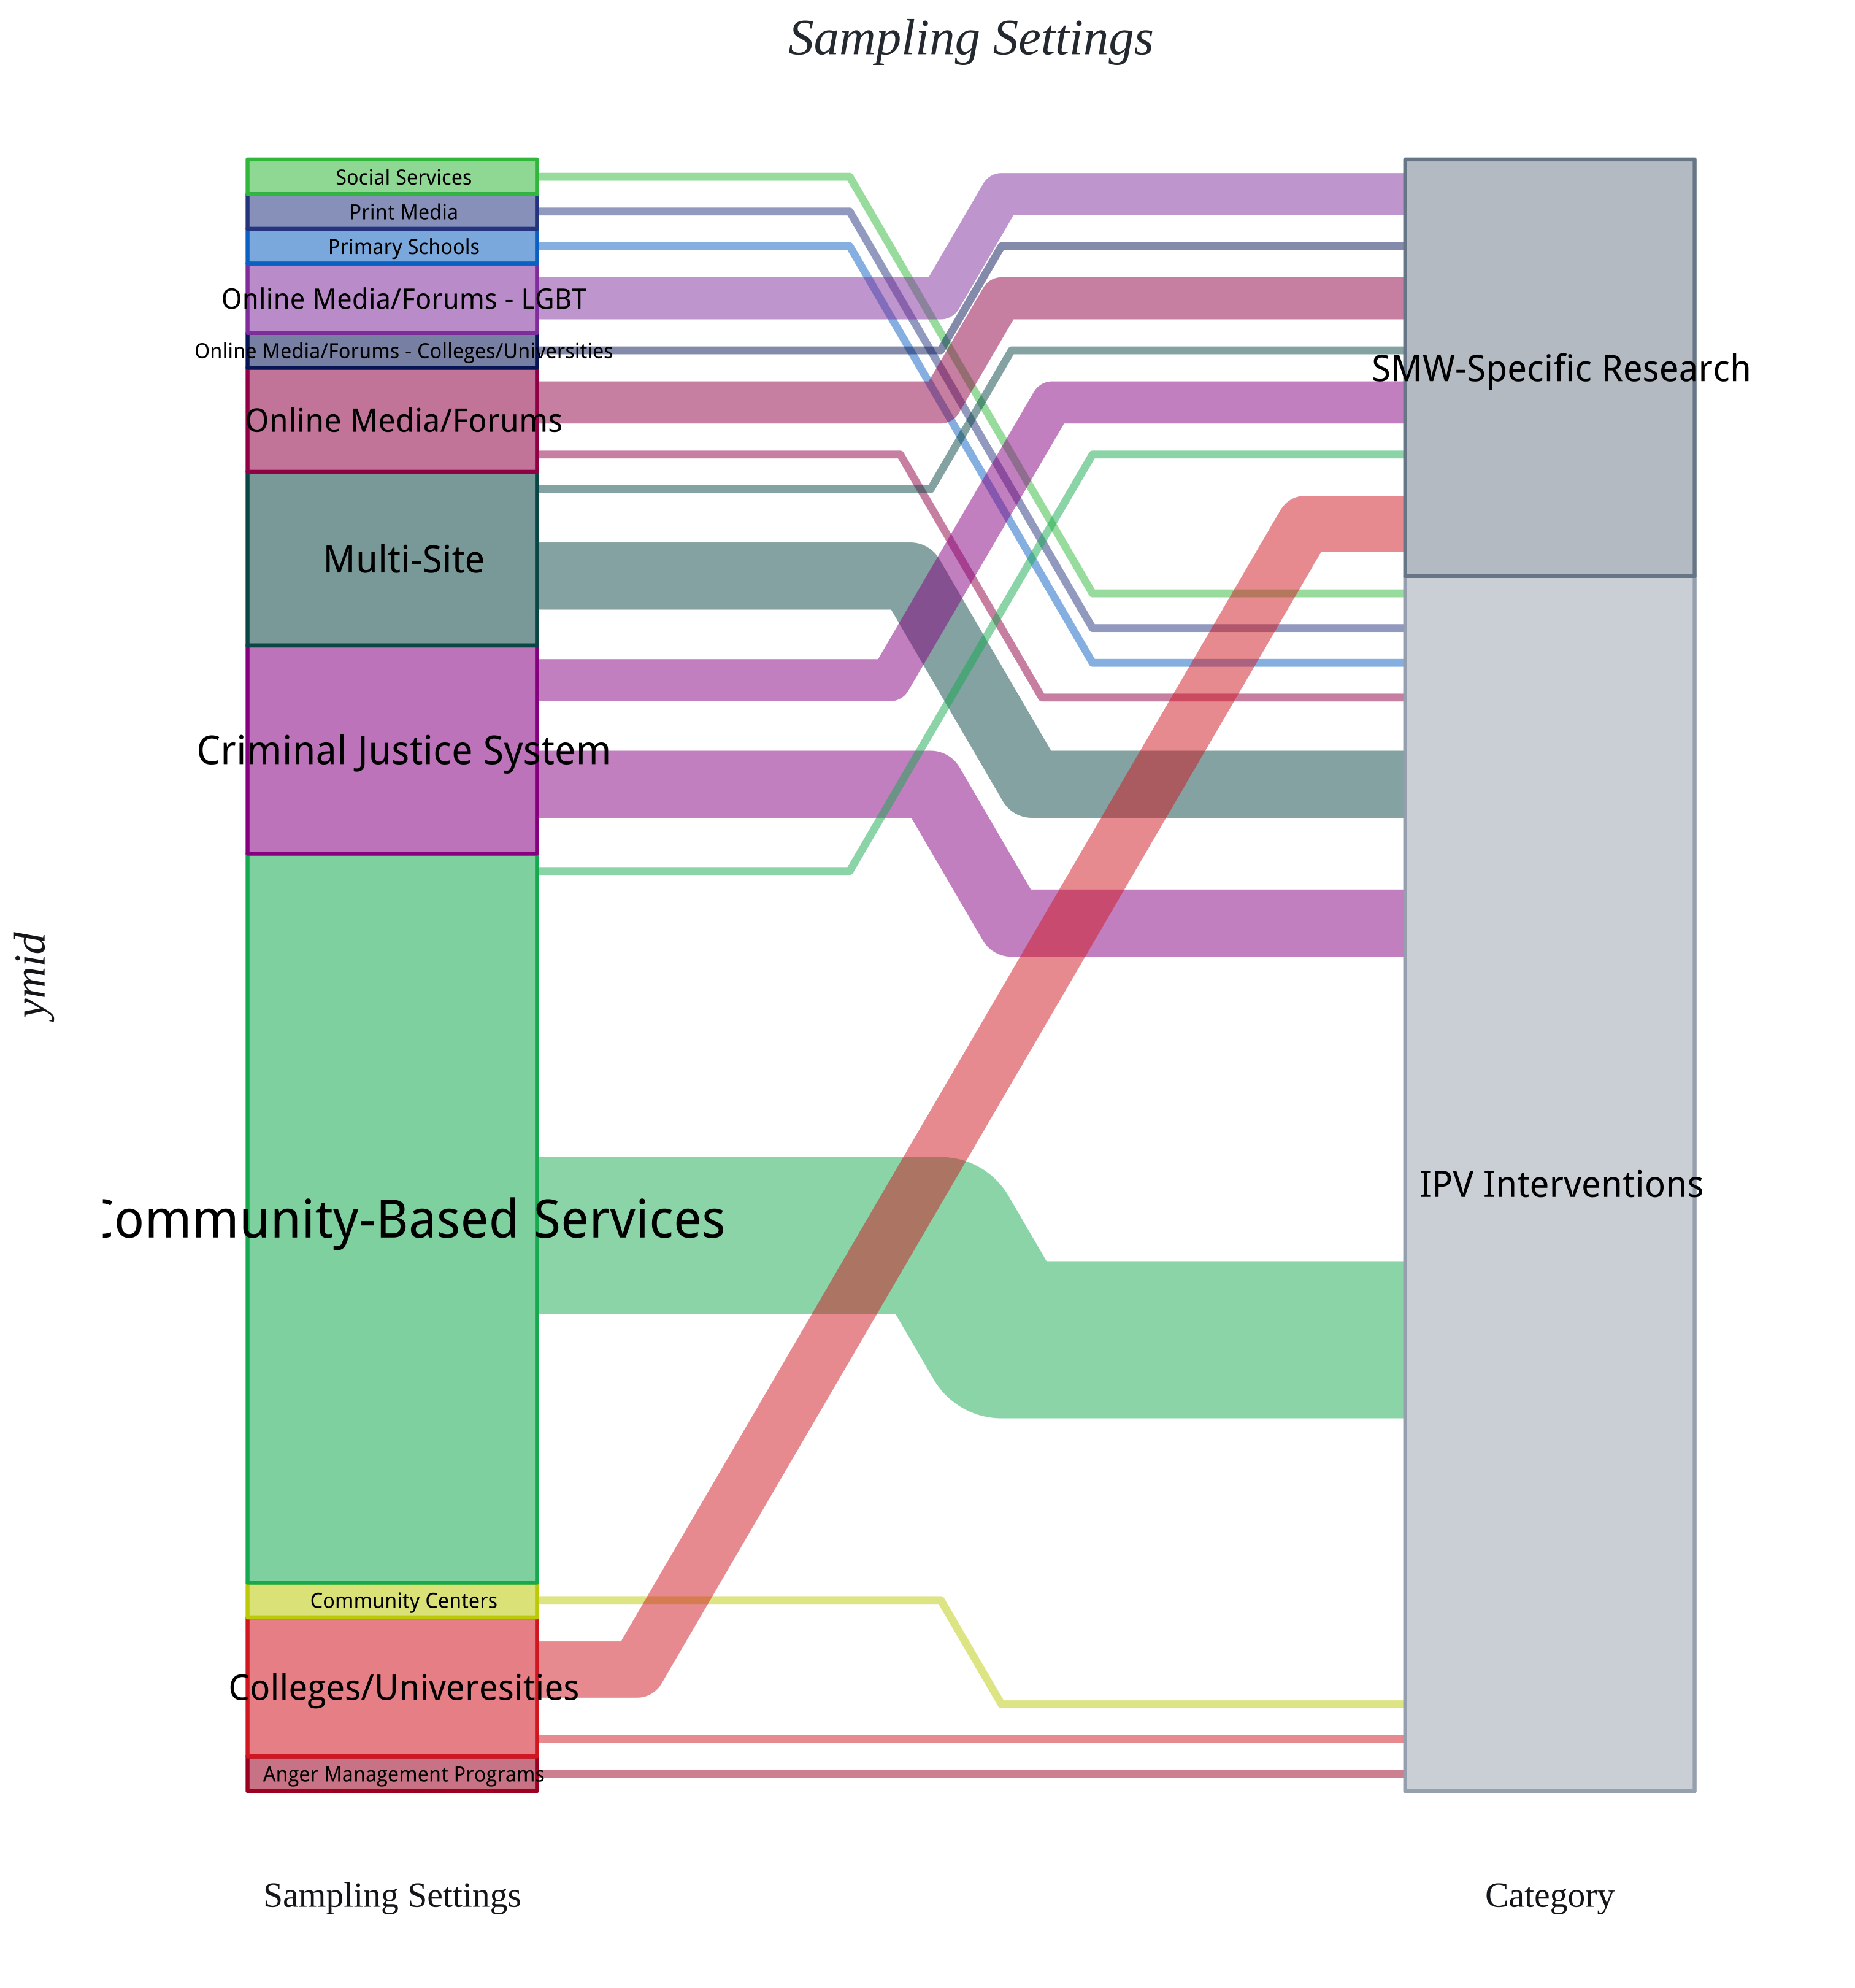 Sampling Settings
Social Services
Print Media
Primary Schools
Online Media/Forums - LGBT
Online Media/Forums - Colleges/Universities
Online Media/Forums
SMW-Specific Research
Multi-Site
Criminal Justice System
ymid
IPV Interventions
Community-Based Services
Community Centers
Colleges/Univeresities
Anger Management Programs
Sampling Settings
Category